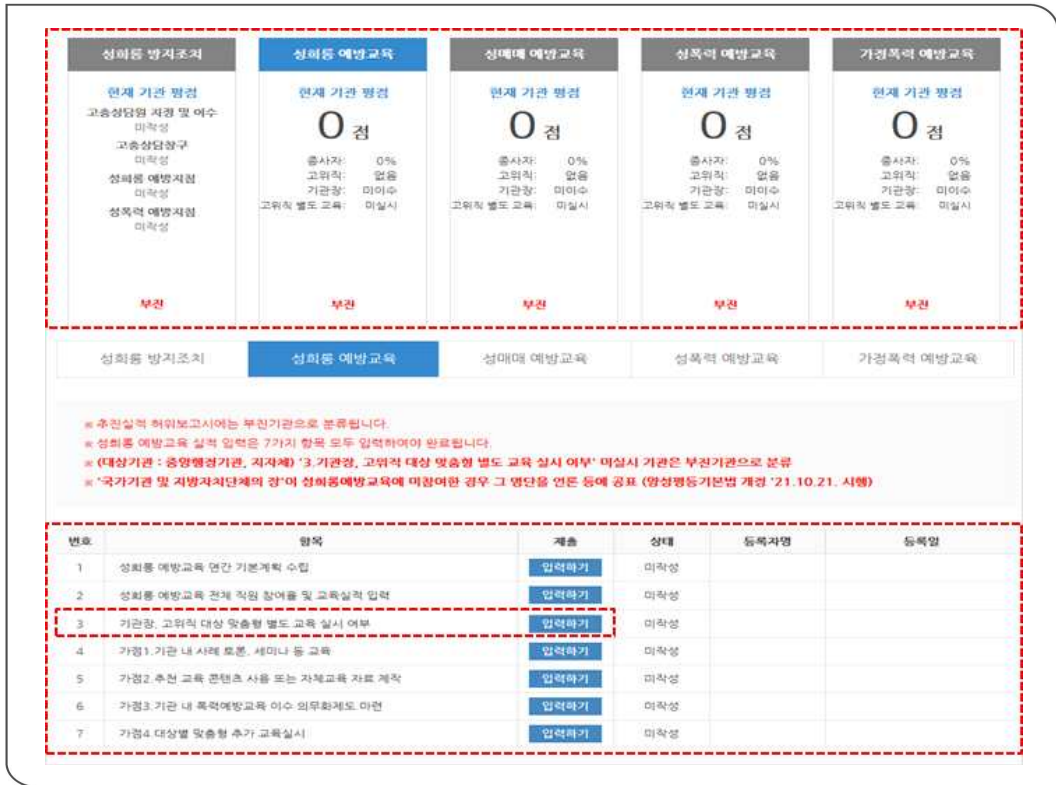 성희롱 방지조치
현재 기관 평점
고충상담원 지정 및 이수
미작성
고충상담창구
미작성
성희롱 예방지침
미작성
성폭력 예방지침
미작성
부진
성희롱 예방교육
현재 기관 평점
0 점
종사자: 0%
고위직: 없음
기관장: 미이수
고위직 별도 교육: 미실시
부진
성매매 예방교육
현재 기관 평점
0 점
종사자: 0%
고위직: 없음
기관장: 미이수
고위직 별도 교육: 미실시
부진
성폭력 예방교육
현재 기관 평점
0 점
종사자: 0%
고위직: 없음
기관장: 미이수
고위직 별도 교육: 미실시
부진
가정폭력 예방교육
현재 기관 평점
0 점
종사자: 0%
고위직: 없음
기관장: 미이수
고위직 별도 교육: 미실시
부진
성희롱 방지조치 성희롱 예방교육 성매매 예방교육 성폭력 예방교육 가정폭력 예방교육
※ 추진실적 허위보고시에는 부진기관으로 분류됩니다.
※ 성희롱 예방교육 실적 입력은 7가지 항목 모두 입력하여야 완료됩니다.
※ (대상기관 : 중앙행정기관, 지자체) '3.기관장, 고위직 대상 맞춤형 별도 교육 실시 여부' 미실시 기관은 부진기관으로 분류
※ '국가기관 및 지방자치단체의 장'이 성희롱예방교육에 미참여한 경우 그 명단을 언론 등에 공표 (양성평등기본법 개정 '21.10.21. 시행)
번호 항목 제출 상태 등록자명 등록일
1 성희롱 예방교육 연간 기본계획 수립 입력하기 미작성
2 성희롱 예방교육 전체 직원 참여율 및 교육실적 입력 입력하기 미작성
3 기관장, 고위직 대상 맞춤형 별도 교육 실시 여부 입력하기 미작성
4 가점1.기관 내 사례 토론, 세미나 등 교육 입력하기 미작성
5 가점2.추천 교육 콘텐츠 사용 또는 자체교육 자료 제작 입력하기 미작성
6 가점3.기관 내 폭력예방교육 이수 의무화제도 마련 입력하기 미작성
7 가점4.대상별 맞춤형 추가 교육실시 입력하기 미작성